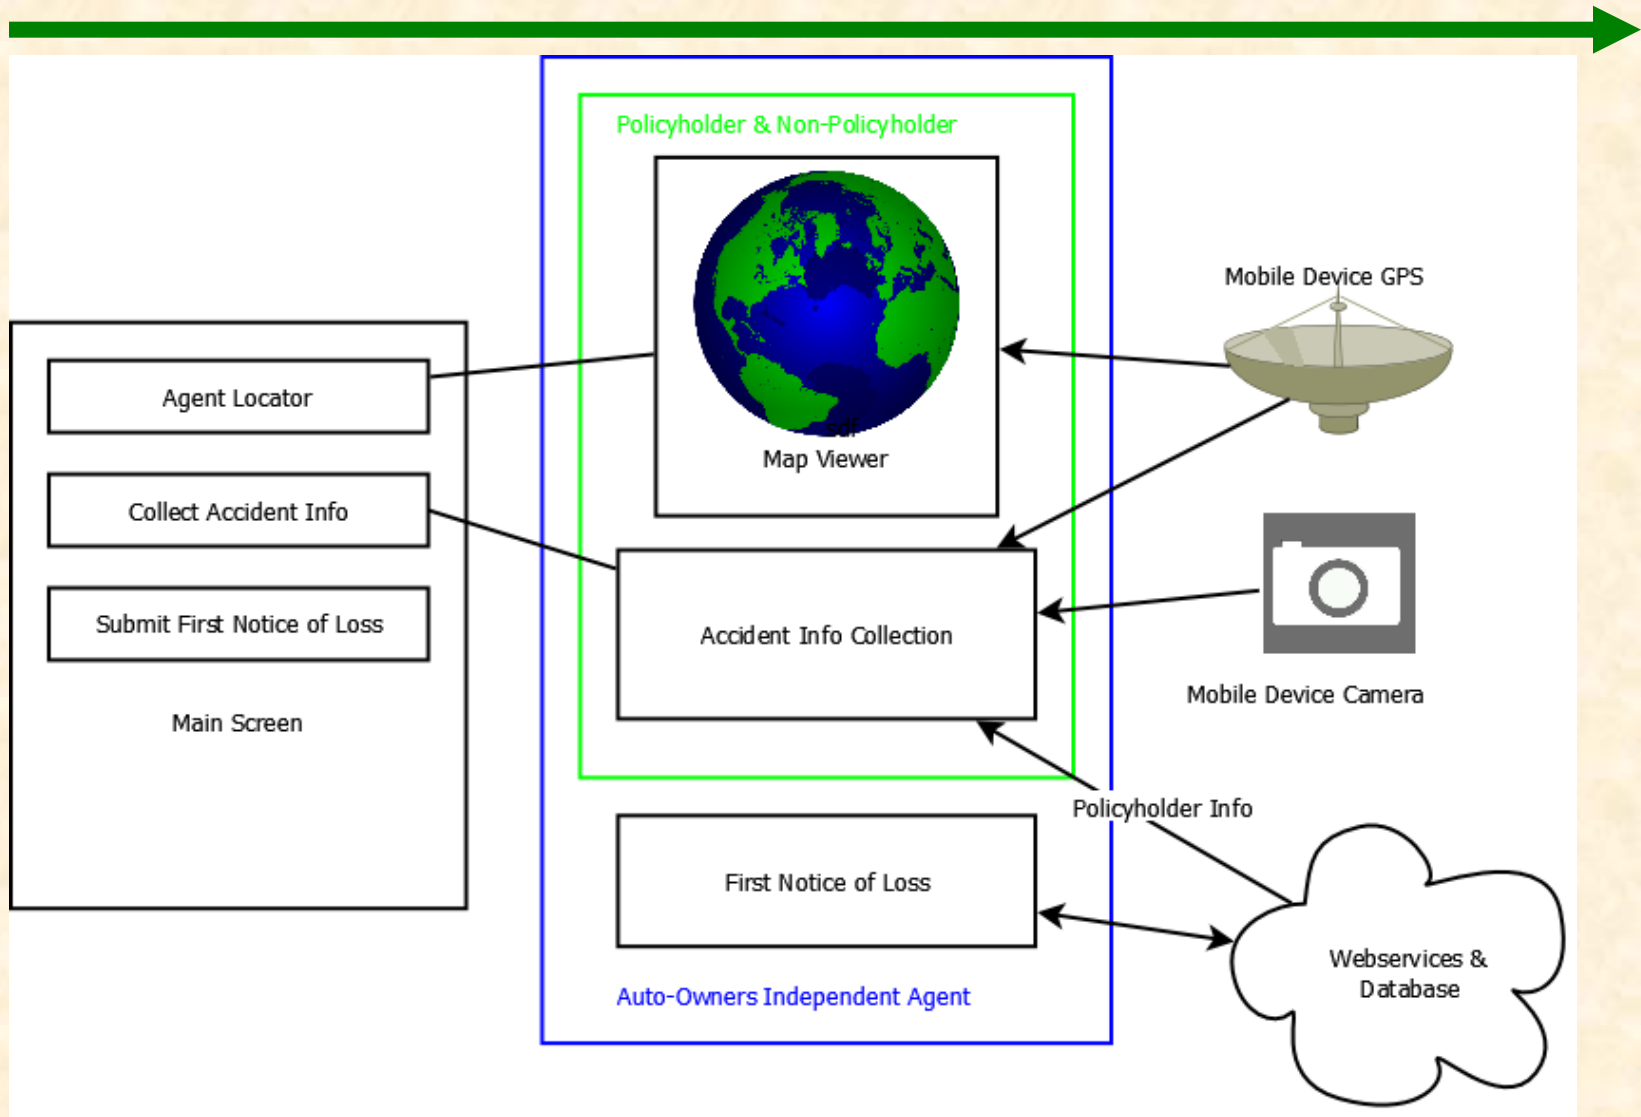 Policyholder & Non-Policyholder
sdf
Map Viewer
Mobile Device GPS
Agent Locator
Collect Accident Info
Submit First Notice of Loss
Main Screen
Accident Info Collection
Mobile Device Camera
Policyholder Info
First Notice of Loss
Auto-Owners Independent Agent
Webservices &
Database